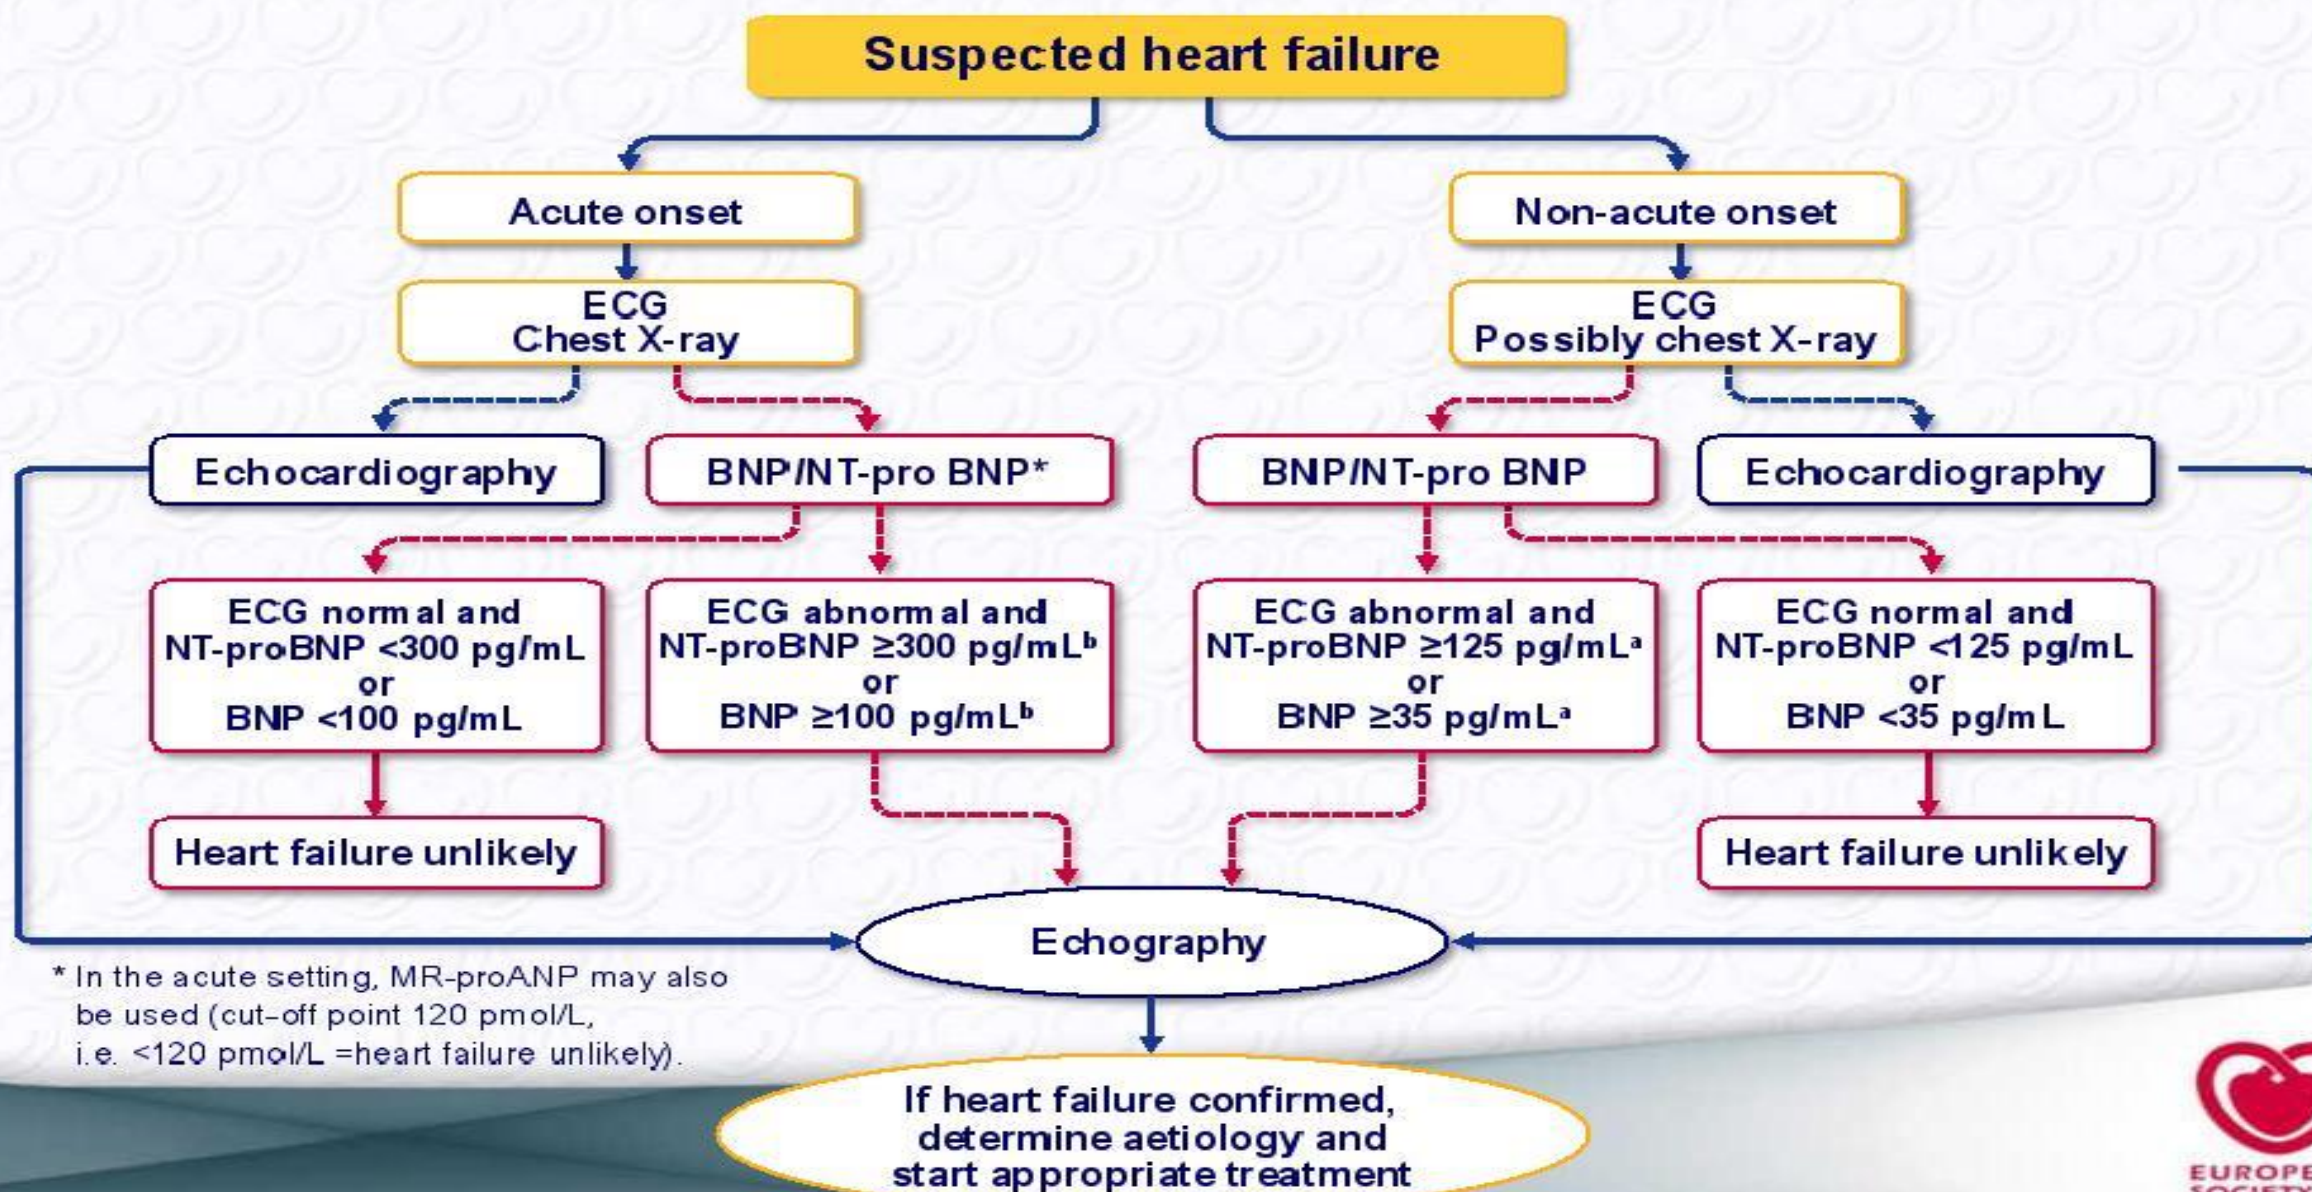 Suspected heart failure
Acute onset
Non-acute onset
ECG
Chest X-ray
ECG
Possibly chest X-ray
Echocardiography
BNP/NT-pro BNP*
BNP/NT-pro BNP
Echocardiography
ECG normal and
NT-proBNP <300 pg/mL
or
BNP <100 pg/mL
ECG abnormal and
NT-proBNP ≥300 pg/mLᵇ
or
BNP ≥100 pg/mLᵇ
ECG abnormal and
NT-proBNP ≥125 pg/mLᵃ
or
BNP ≥35 pg/mLᵃ
ECG normal and
NT-proBNP <125 pg/mL
or
BNP <35 pg/mL
Heart failure unlikely
Heart failure unlikely
Echography
* In the acute setting, MR-proANP may also
be used (cut-off point 120 pmol/L,
i.e. <120 pmol/L =heart failure unlikely).
If heart failure confirmed,
determine aetiology and
start appropriate treatment
EUROPE